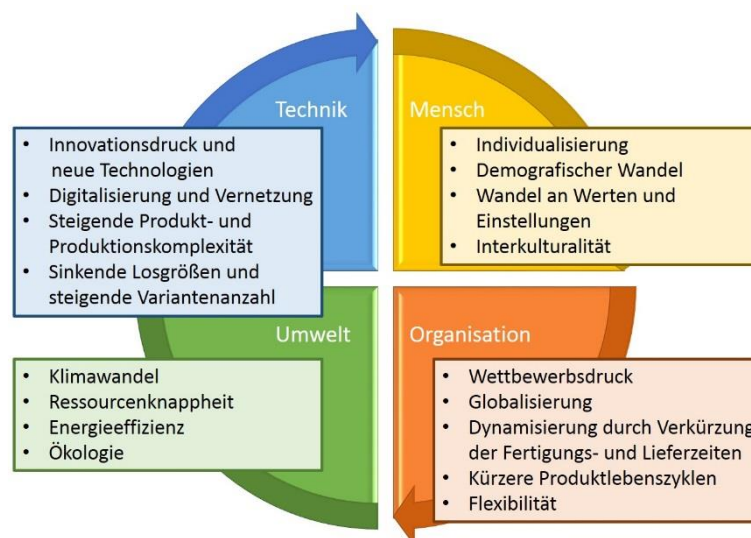 Technik
• Innovationsdruck und
neue Technologien
• Digitalisierung und Vernetzung
• Steigende Produkt- und
Produktionskomplexität
• Sinkende Losgrößen und
steigende Variantenanzahl
Mensch
• Individualisierung
• Demografischer Wandel
• Wandel an Werten und
Einstellungen
• Interkulturalität
Umwelt
• Klimawandel
• Ressourcenknappheit
• Energieeffizienz
• Ökologie
Organisation
• Wettbewerbsdruck
• Globalisierung
• Dynamisierung durch Verkürzung
der Fertigungs- und Lieferzeiten
• Kürzere Produktlebenszyklen
• Flexibilität